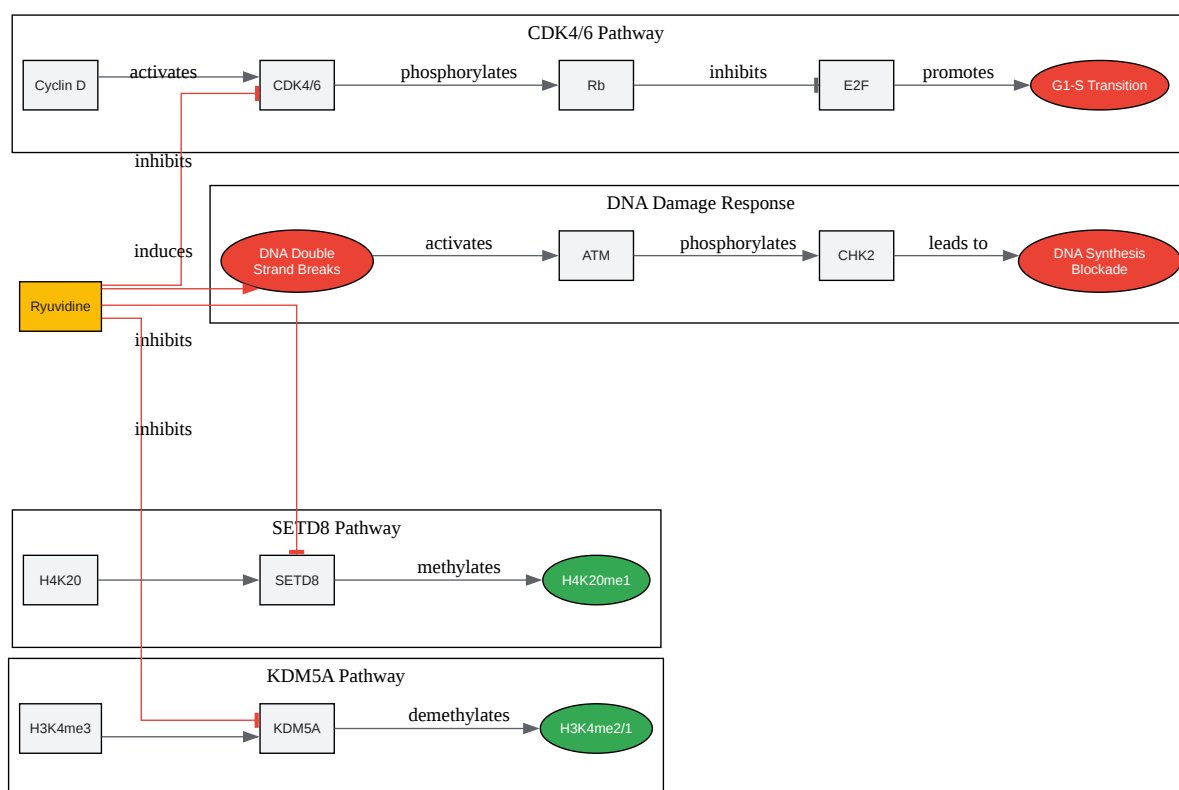 CDK4/6 Pathway
Cyclin D
activates
CDK4/6
phosphorylates
Rb
inhibits
E2F
promotes
G1-S Transition
inhibits
DNA Damage Response
induces
DNA Double
Strand Breaks
activates
ATM
phosphorylates
CHK2
leads to
DNA Synthesis
Blockade
Ryuvidine
inhibits
inhibits
SETD8 Pathway
H4K20
SETD8
methylates
H4K20me1
KDM5A Pathway
H3K4me3
KDM5A
demethylates
H3K4me2/1